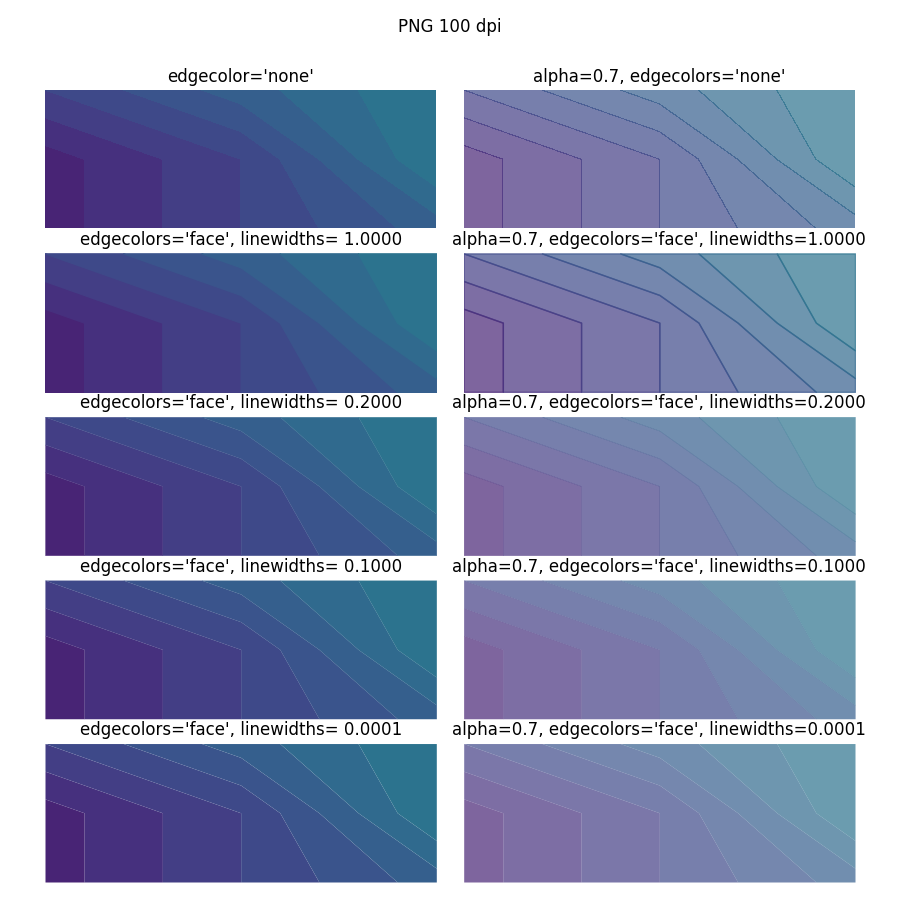 PNG 100 dpi
edgecolor='none'
alpha=0.7, edgecolors='none'
edgecolors='face', linewidths= 1.0000
alpha=0.7, edgecolors='face', linewidths=1.0000
edgecolors='face', linewidths= 0.2000
alpha=0.7, edgecolors='face', linewidths=0.2000
edgecolors='face', linewidths= 0.1000
alpha=0.7, edgecolors='face', linewidths=0.1000
edgecolors='face', linewidths= 0.0001
alpha=0.7, edgecolors='face', linewidths=0.0001